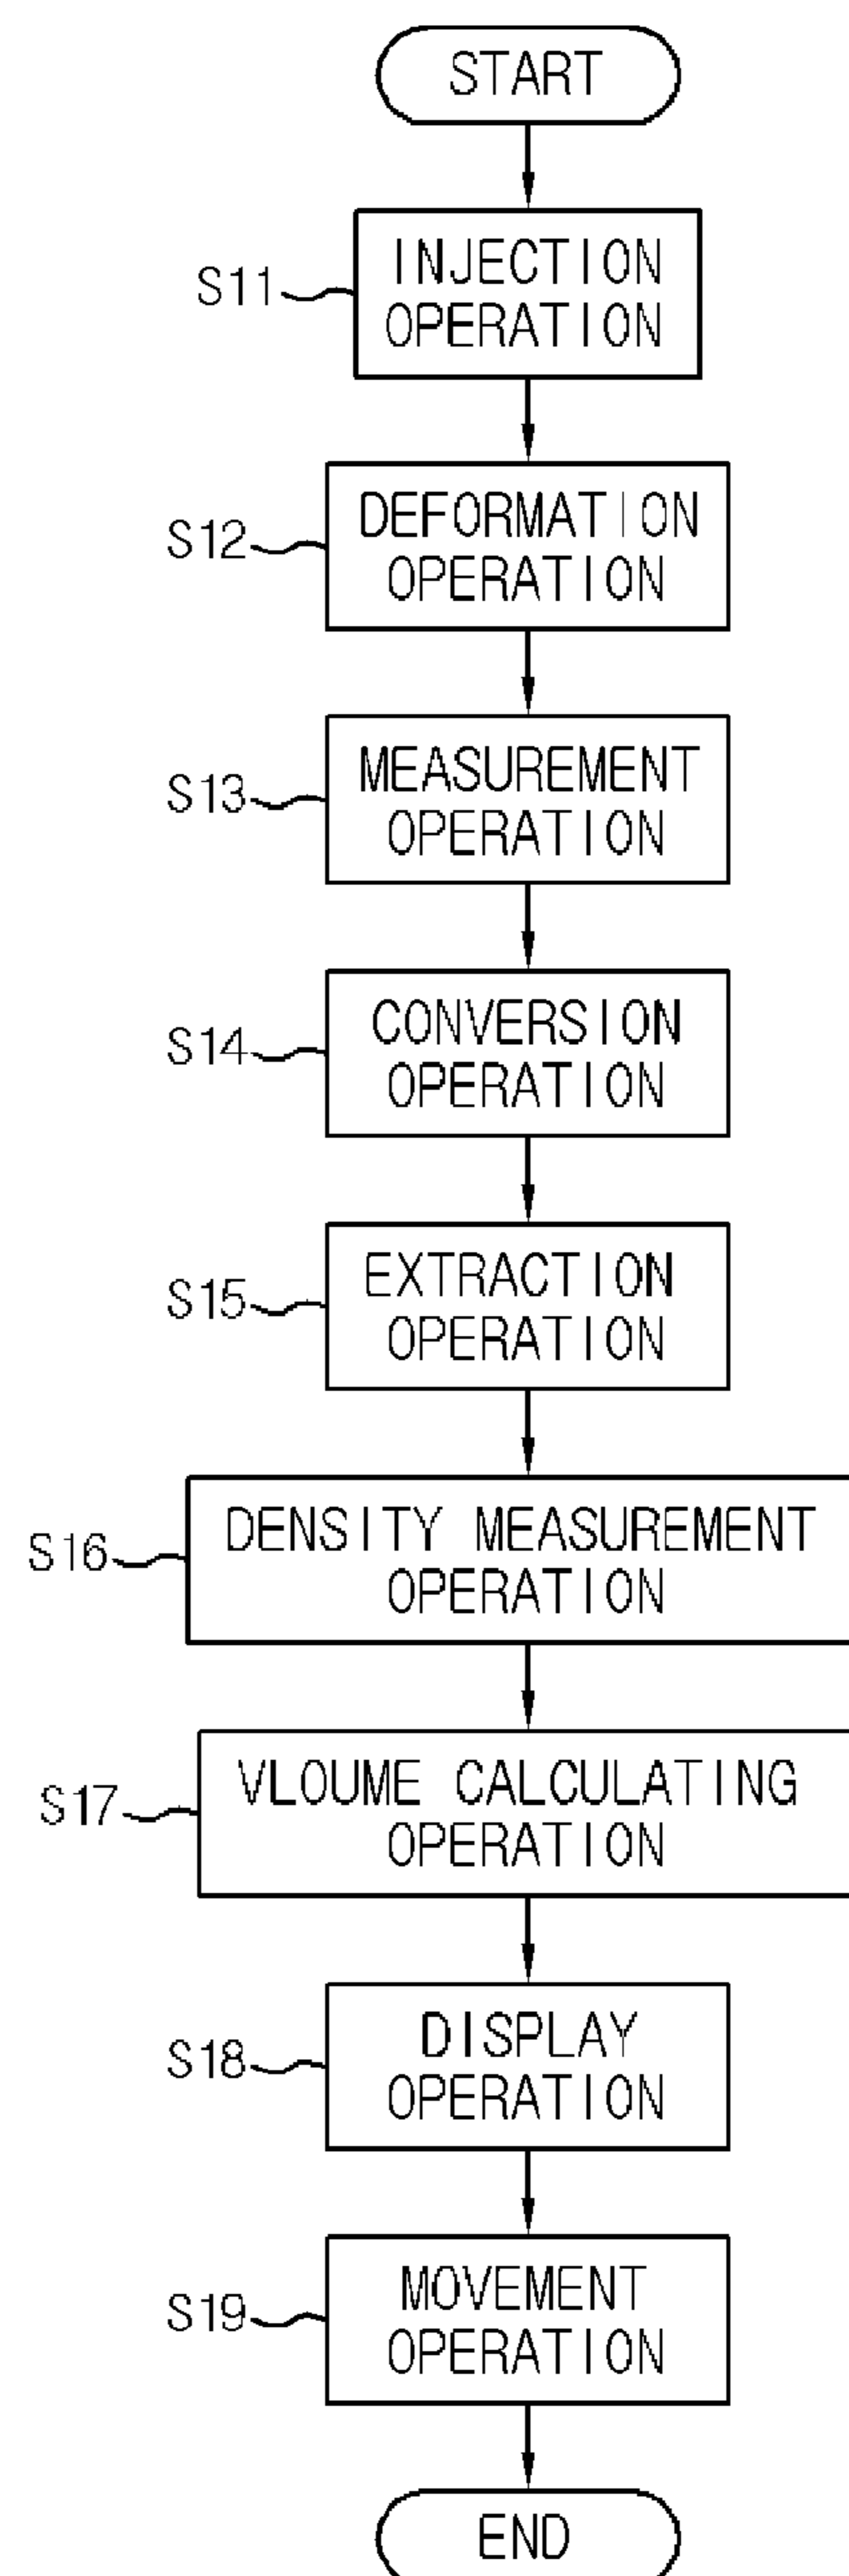 START
S11
INJECTION
OPERATION
S12
DEFORMATION
OPERATION
S13
MEASUREMENT
OPERATION
S14
CONVERSION
OPERATION
S15
EXTRACTION
OPERATION
S16
DENSITY MEASUREMENT
OPERATION
S17
VLOUME CALCULATING
OPERATION
S18
DISPLAY
OPERATION
S19
MOVEMENT
OPERATION
END